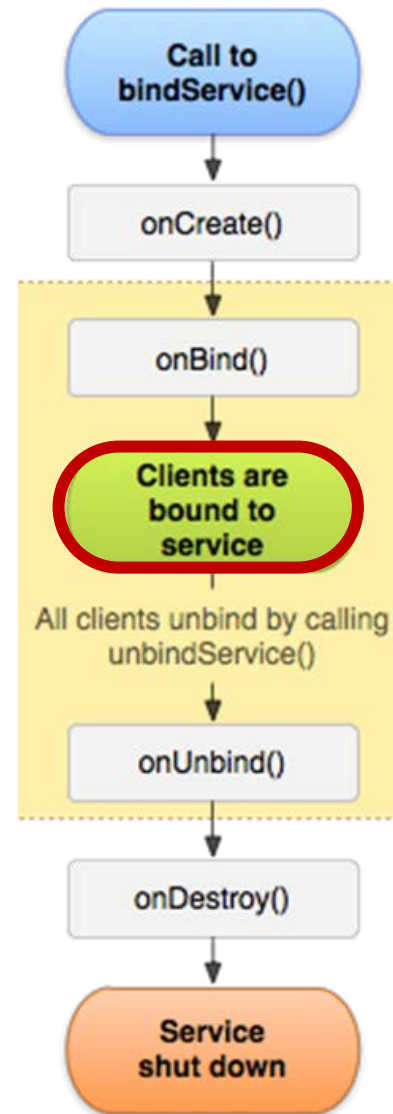 Call to
bindService()
onCreate()
onBind()
Clients are
bound to
service
All clients unbind by calling
unbindService()
onUnbind()
onDestroy()
Service
shut down